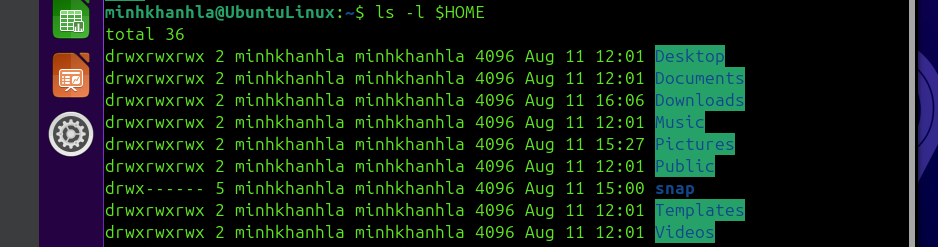 minhkhanhla@UbuntuLinux:~$ ls -l $HOME
total 36
drwxrwxrwx 2 minhkhanhla minhkhanhla 4096 Aug 11 12:01 Desktop
drwxrwxrwx 2 minhkhanhla minhkhanhla 4096 Aug 11 12:01 Documents
drwxrwxrwx 2 minhkhanhla minhkhanhla 4096 Aug 11 16:06 Downloads
drwxrwxrwx 2 minhkhanhla minhkhanhla 4096 Aug 11 12:01 Music
drwxrwxrwx 2 minhkhanhla minhkhanhla 4096 Aug 11 15:27 Pictures
drwxrwxrwx 2 minhkhanhla minhkhanhla 4096 Aug 11 12:01 Public
drwx------ 5 minhkhanhla minhkhanhla 4096 Aug 11 15:00 snap
drwxrwxrwx 2 minhkhanhla minhkhanhla 4096 Aug 11 12:01 Templates
drwxrwxrwx 2 minhkhanhla minhkhanhla 4096 Aug 11 12:01 Videos